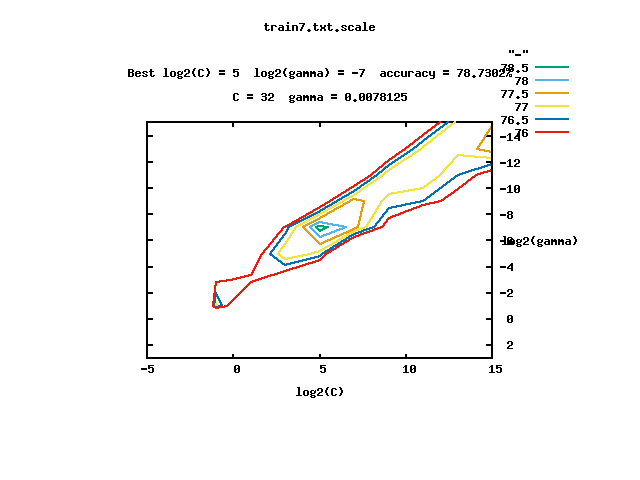 train7.txt.scale
"-"
Best log2(C) = 5 log2(gamma) = -7 accuracy = 78.7302%
78.5
78
77.5
77
76.5
76
C = 32 gamma = 0.0078125
-14
-12
-10
-8
-6
log2(gamma)
-4
-2
0
2
-5 0 5 10 15
log2(C)